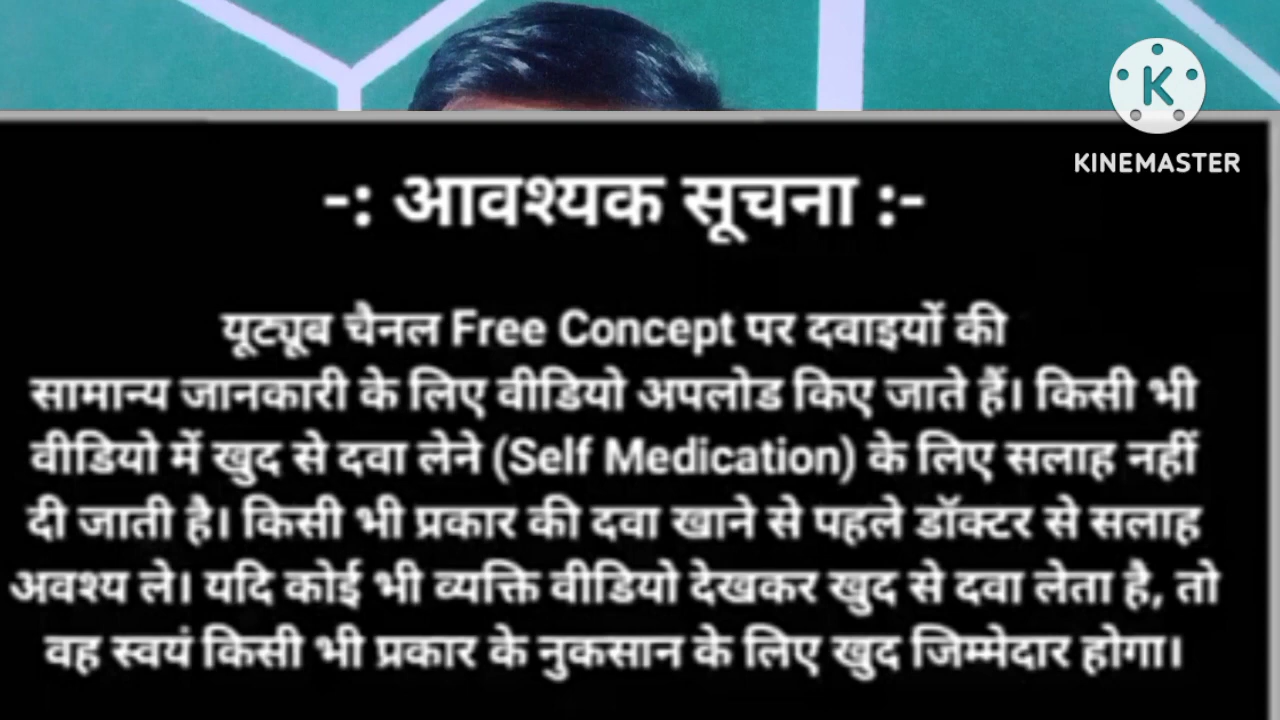 K
KINEMASTER
-: आवश्यक सूचना :-
यूट्यूब चैनल Free Concept पर दवाइयों की
सामान्य जानकारी के लिए वीडियो अपलोड किए जाते हैं। किसी भी
वीडियो में खुद से दवा लेने (Self Medication) के लिए सलाह नहीं
दी जाती है। किसी भी प्रकार की दवा खाने से पहले डॉक्टर से सलाह
अवश्य ले। यदि कोई भी व्यक्ति वीडियो देखकर खुद से दवा लेता है, तो
वह स्वयं किसी भी प्रकार के नुकसान के लिए खुद जिम्मेदार होगा।